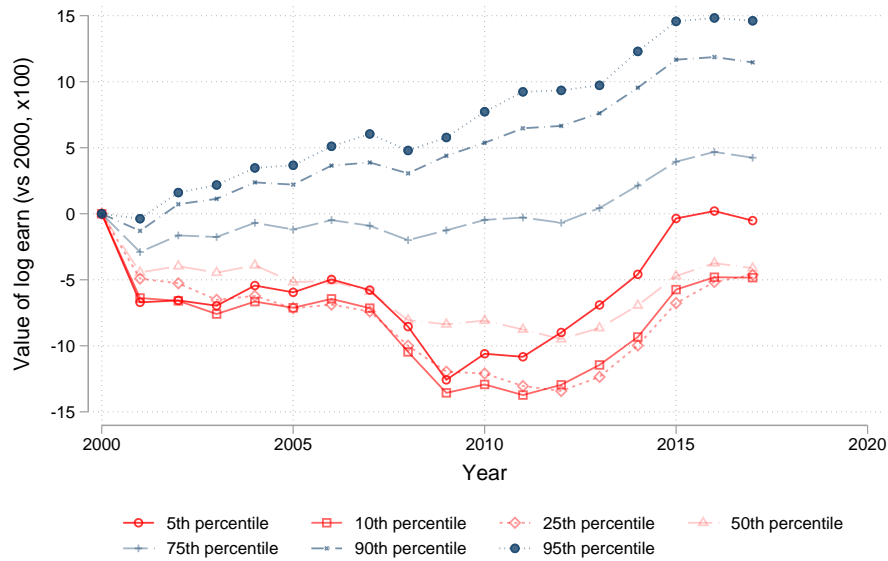 Value of log earn (vs 2000, x100)
15
10
5
0
-5
-10
-15
2000 2005 2010 2015 2020
Year
5th percentile 10th percentile 25th percentile 50th percentile
75th percentile 90th percentile 95th percentile